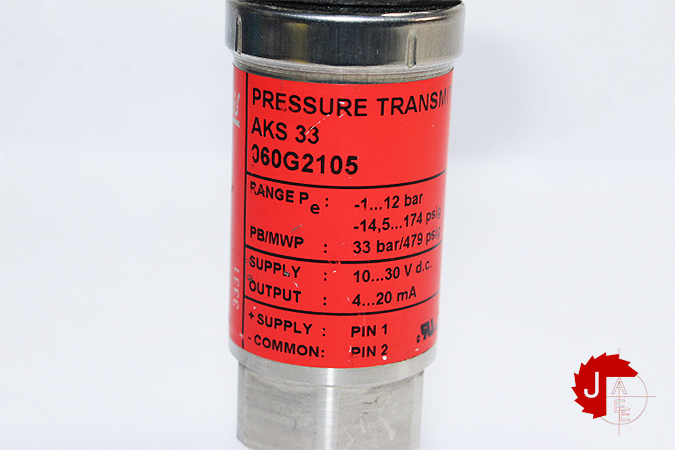 PRESSURE TRANSMI
AKS 33
060G2105
RANGE Pe : -1...12 bar
-14,5...174 psig
PB/MWP : 33 bar/479 psig
SUPPLY : 10...30 V d.c.
OUTPUT : 4...20 mA
+ SUPPLY : PIN 1
- COMMON: PIN 2
J
A
F
E